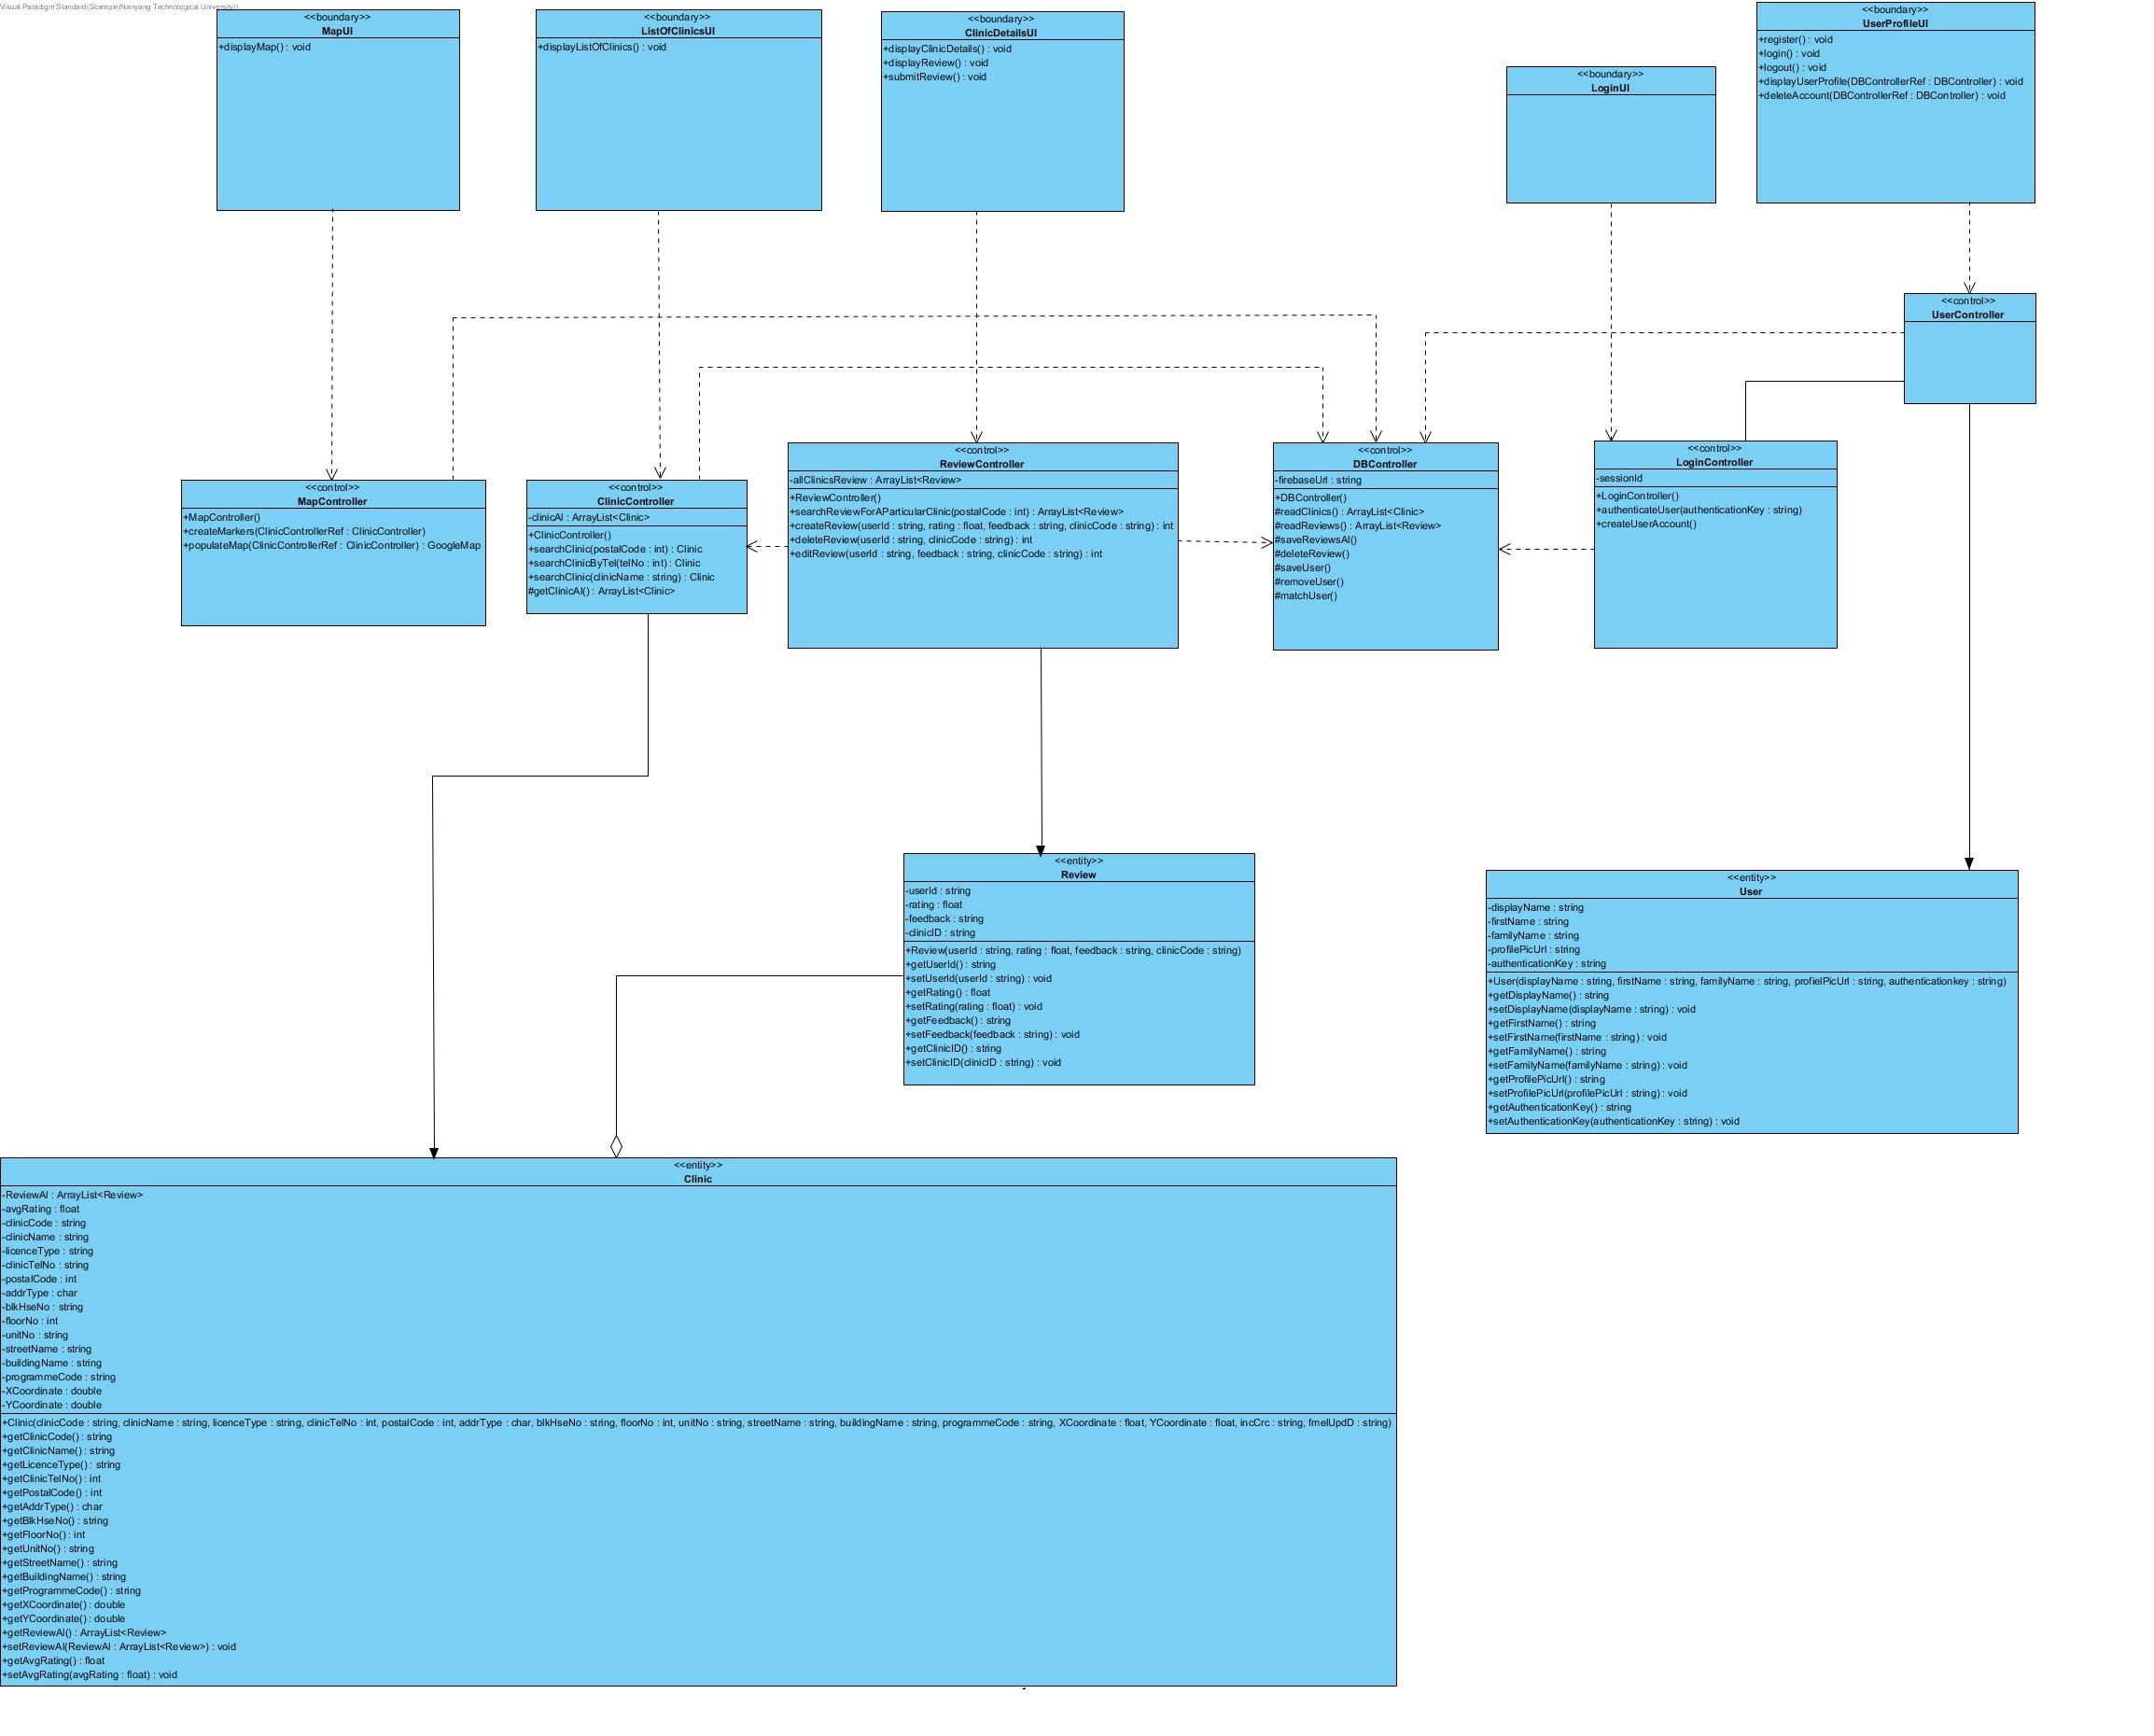 Visual Paradigm Standard(Scampie(Nanyang Technological University))
<<boundary>>
MapUI
+displayMap() : void
<<boundary>>
ListOfClinicsUI
+displayListOfClinics() : void
<<boundary>>
ClinicDetailsUI
+displayClinicDetails() : void
+displayReview() : void
+submitReview() : void
<<boundary>>
LoginUI
<<boundary>>
UserProfileUI
+register() : void
+login() : void
+logout() : void
+displayUserProfile(DBControllerRef : DBController) : void
+deleteAccount(DBControllerRef : DBController) : void
<<control>>
UserController
<<control>>
MapController
+MapController()
+createMarkers(ClinicControllerRef : ClinicController)
+populateMap(ClinicControllerRef : ClinicController) : GoogleMap
<<control>>
ClinicController
-clinicAl : ArrayList<Clinic>
+ClinicController()
+searchClinic(postalCode : int) : Clinic
+searchClinicByTel(telNo : int) : Clinic
+searchClinic(clinicName : string) : Clinic
#getClinicAl() : ArrayList<Clinic>
<<control>>
ReviewController
-allClinicsReview : ArrayList<Review>
+ReviewController()
+searchReviewForAParticularClinic(postalCode : int) : ArrayList<Review>
+createReview(userId : string, rating : float, feedback : string, clinicCode : string) : int
+deleteReview(userId : string, clinicCode : string) : int
+editReview(userId : string, feedback : string, clinicCode : string) : int
<<control>>
DBController
-firebaseUrl : string
+DBController()
#readClinics() : ArrayList<Clinic>
#readReviews() : ArrayList<Review>
#saveReviewsAl()
#deleteReview()
#saveUser()
#removeUser()
#matchUser()
<<control>>
LoginController
-sessionId
+LoginController()
+authenticateUser(authenticationKey : string)
+createUserAccount()
<<entity>>
Review
-userId : string
-rating : float
-feedback : string
-clinicID : string
+Review(userId : string, rating : float, feedback : string, clinicCode : string)
+getUserId() : string
+setUserId(userId : string) : void
+getRating() : float
+setRating(rating : float) : void
+getFeedback() : string
+setFeedback(feedback : string) : void
+getClinicID() : string
+setClinicID(clinicID : string) : void
<<entity>>
User
-displayName : string
-firstName : string
-familyName : string
-profilePicUrl : string
-authenticationKey : string
+User(displayName : string, firstName : string, familyName : string, profielPicUrl : string, authenticationkey : string)
+getDisplayName() : string
+setDisplayName(displayName : string) : void
+getFirstName() : string
+setFirstName(firstName : string) : void
+getFamilyName() : string
+setFamilyName(familyName : string) : void
+getProfilePicUrl() : string
+setProfilePicUrl(profilePicUrl : string) : void
+getAuthenticationKey() : string
+setAuthenticationKey(authenticationKey : string) : void
<<entity>>
Clinic
-ReviewAl : ArrayList<Review>
-avgRating : float
-clinicCode : string
-clinicName : string
-licenceType : string
-clinicTelNo : string
-postalCode : int
-addrType : char
-blkHseNo : string
-floorNo : int
-unitNo : string
-streetName : string
-buildingName : string
-programmeCode : string
-XCoordinate : double
-YCoordinate : double
+Clinic(clinicCode : string, clinicName : string, licenceType : string, clinicTelNo : int, postalCode : int, addrType : char, blkHseNo : string, floorNo : int, unitNo : string, streetName : string, buildingName : string, programmeCode : string, XCoordinate : float, YCoordinate : float, incCrc : string, fmelUpdD : string)
+getClinicCode() : string
+getClinicName() : string
+getLicenceType() : string
+getClinicTelNo() : int
+getPostalCode() : int
+getAddrType() : char
+getBlkHseNo() : string
+getFloorNo() : int
+getUnitNo() : string
+getStreetName() : string
+getBuildingName() : string
+getProgrammeCode() : string
+getXCoordinate() : double
+getYCoordinate() : double
+getReviewAl() : ArrayList<Review>
+setReviewAl(ReviewAl : ArrayList<Review>) : void
+getAvgRating() : float
+setAvgRating(avgRating : float) : void